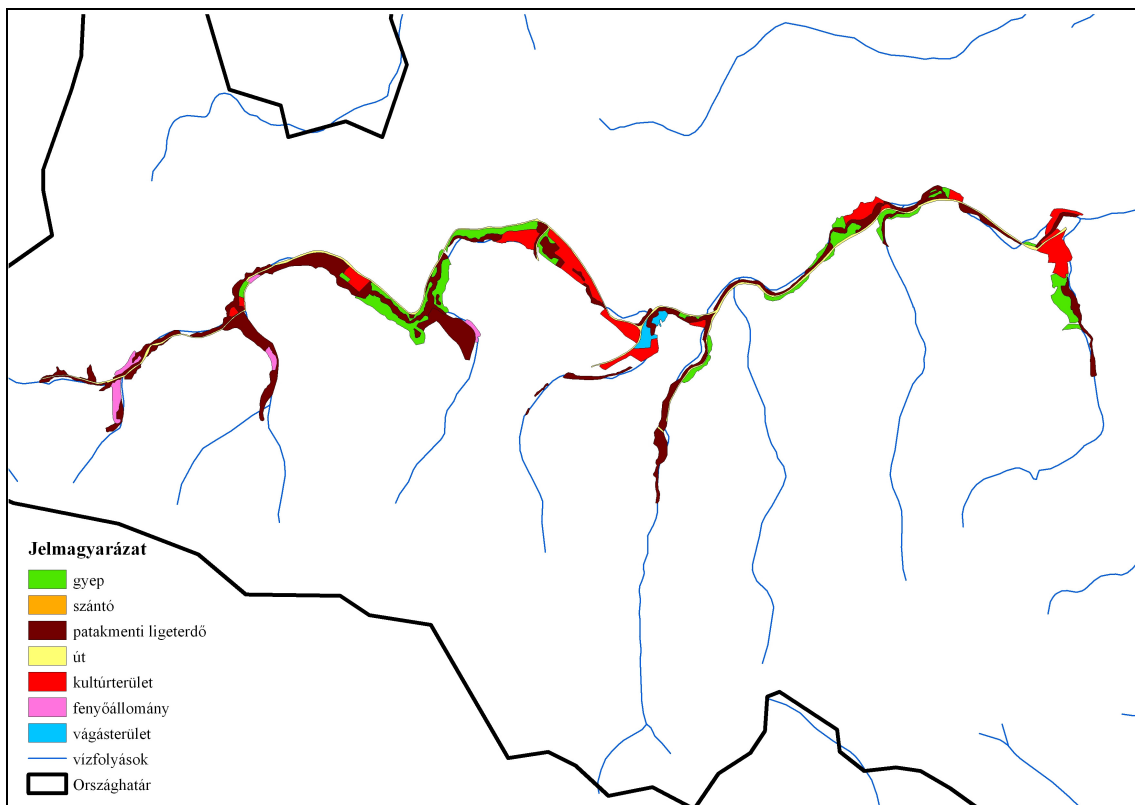 Jelmagyarázat
gyep
szántó
patakmenti ligeterdő
út
kultúrterület
fenyőállomány
vágásterület
vízfolyások
Országhatár